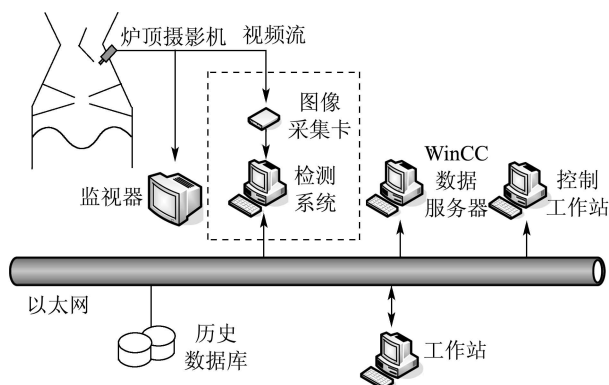 炉顶摄影机
视频流
图像
采集卡
监视器
检测
系统
WinCC
数据
服务器
控制
工作站
以太网
历史
数据库
工作站